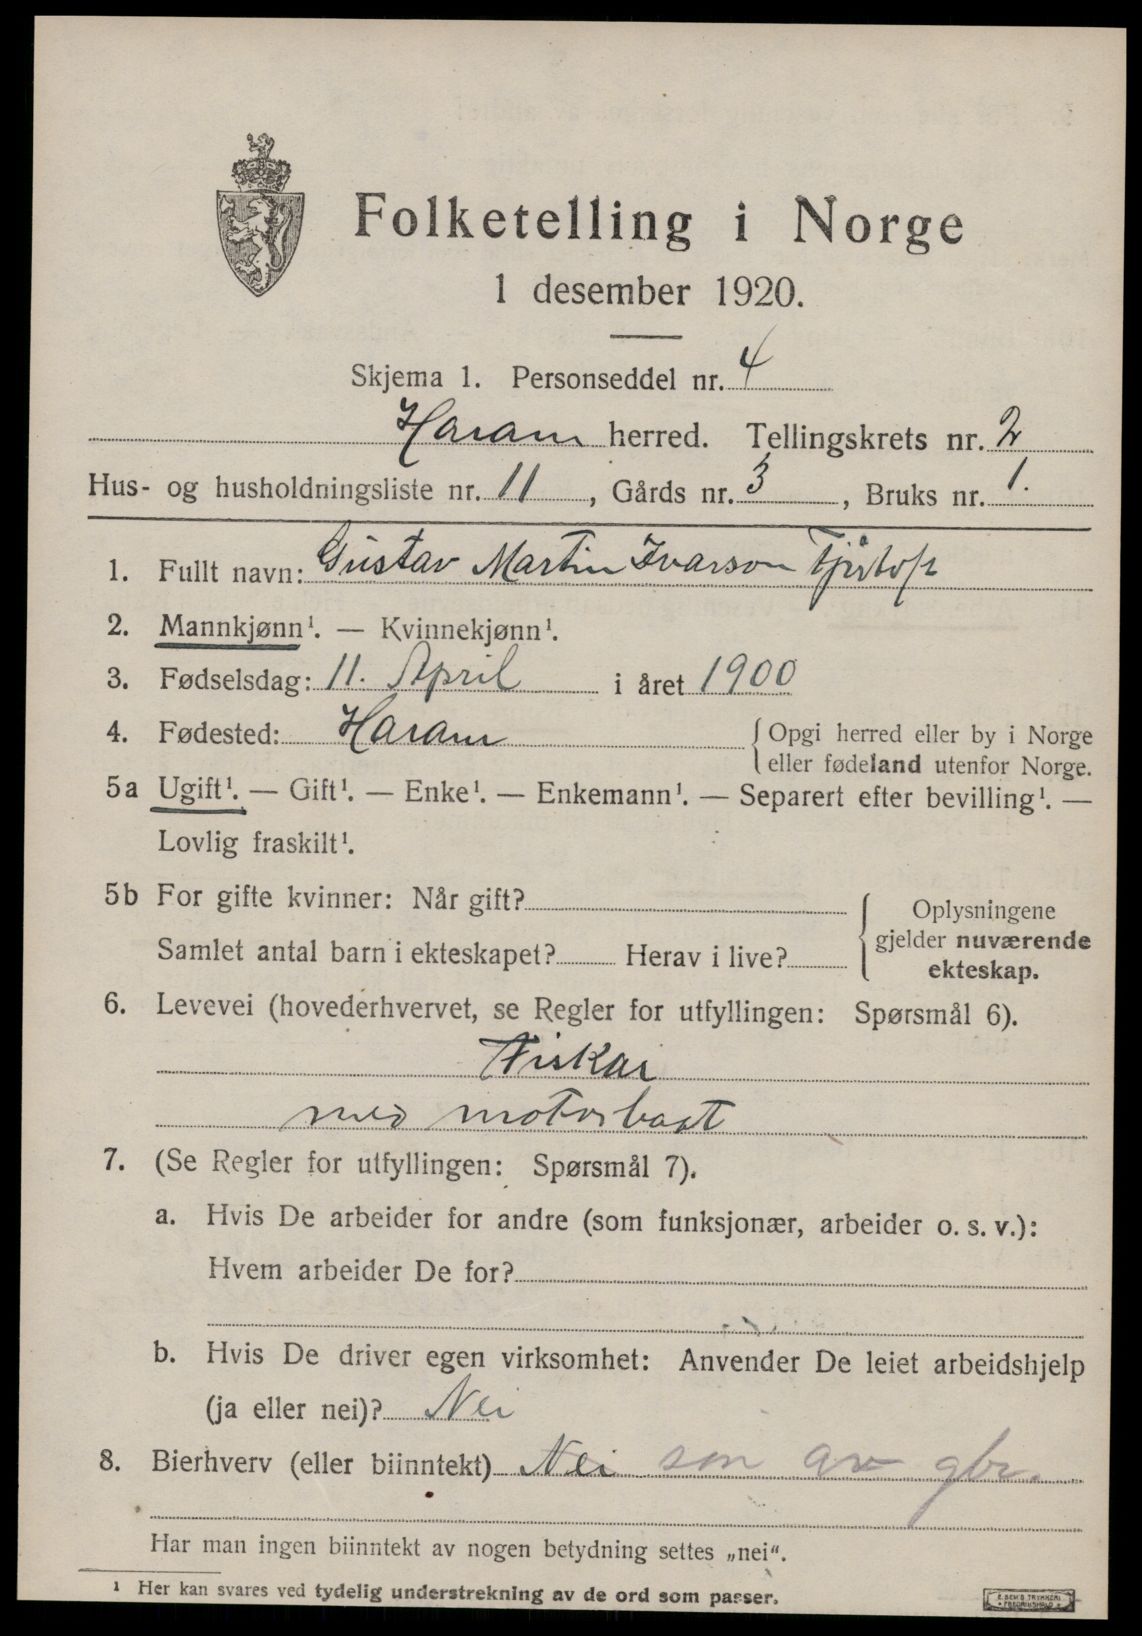 Folketelling i Norge
1 desember 1920.
Skjema 1. Personseddel nr. 4
Haram herred. Tellingskrets nr. 2
Hus- og husholdningsliste nr. 11, Gårds nr. 3, Bruks nr. 1.
1. Fullt navn: Gustav Martin Ivarson
2. Mannkjønn¹. — Kvinnekjønn¹.
3. Fødselsdag: 11. April i året 1900
4. Fødested: Haram { Opgi herred eller by i Norge
eller fødeland utenfor Norge.
5a Ugift¹. — Gift¹. — Enke¹. — Enkemann¹. — Separert efter bevilling¹. —
Lovlig fraskilt¹.
5b For gifte kvinner: Når gift? { Oplysningene
gjelder nuværende
Samlet antal barn i ekteskapet? Herav i live?
ekteskap.
6. Levevei (hovederhvervet, se Regler for utfyllingen: Spørsmål 6).
Fiskar
med motorbaat
7. (Se Regler for utfyllingen: Spørsmål 7).
a. Hvis De arbeider for andre (som funksjonær, arbeider o. s. v.):
Hvem arbeider De for?
b. Hvis De driver egen virksomhet: Anvender De leiet arbeidshjelp
(ja eller nei)? Nei
8. Bierhverv (eller biinntekt) Nei son av gbr.
Har man ingen biinntekt av nogen betydning settes „nei“.
¹ Her kan svares ved tydelig understrekning av de ord som passer.